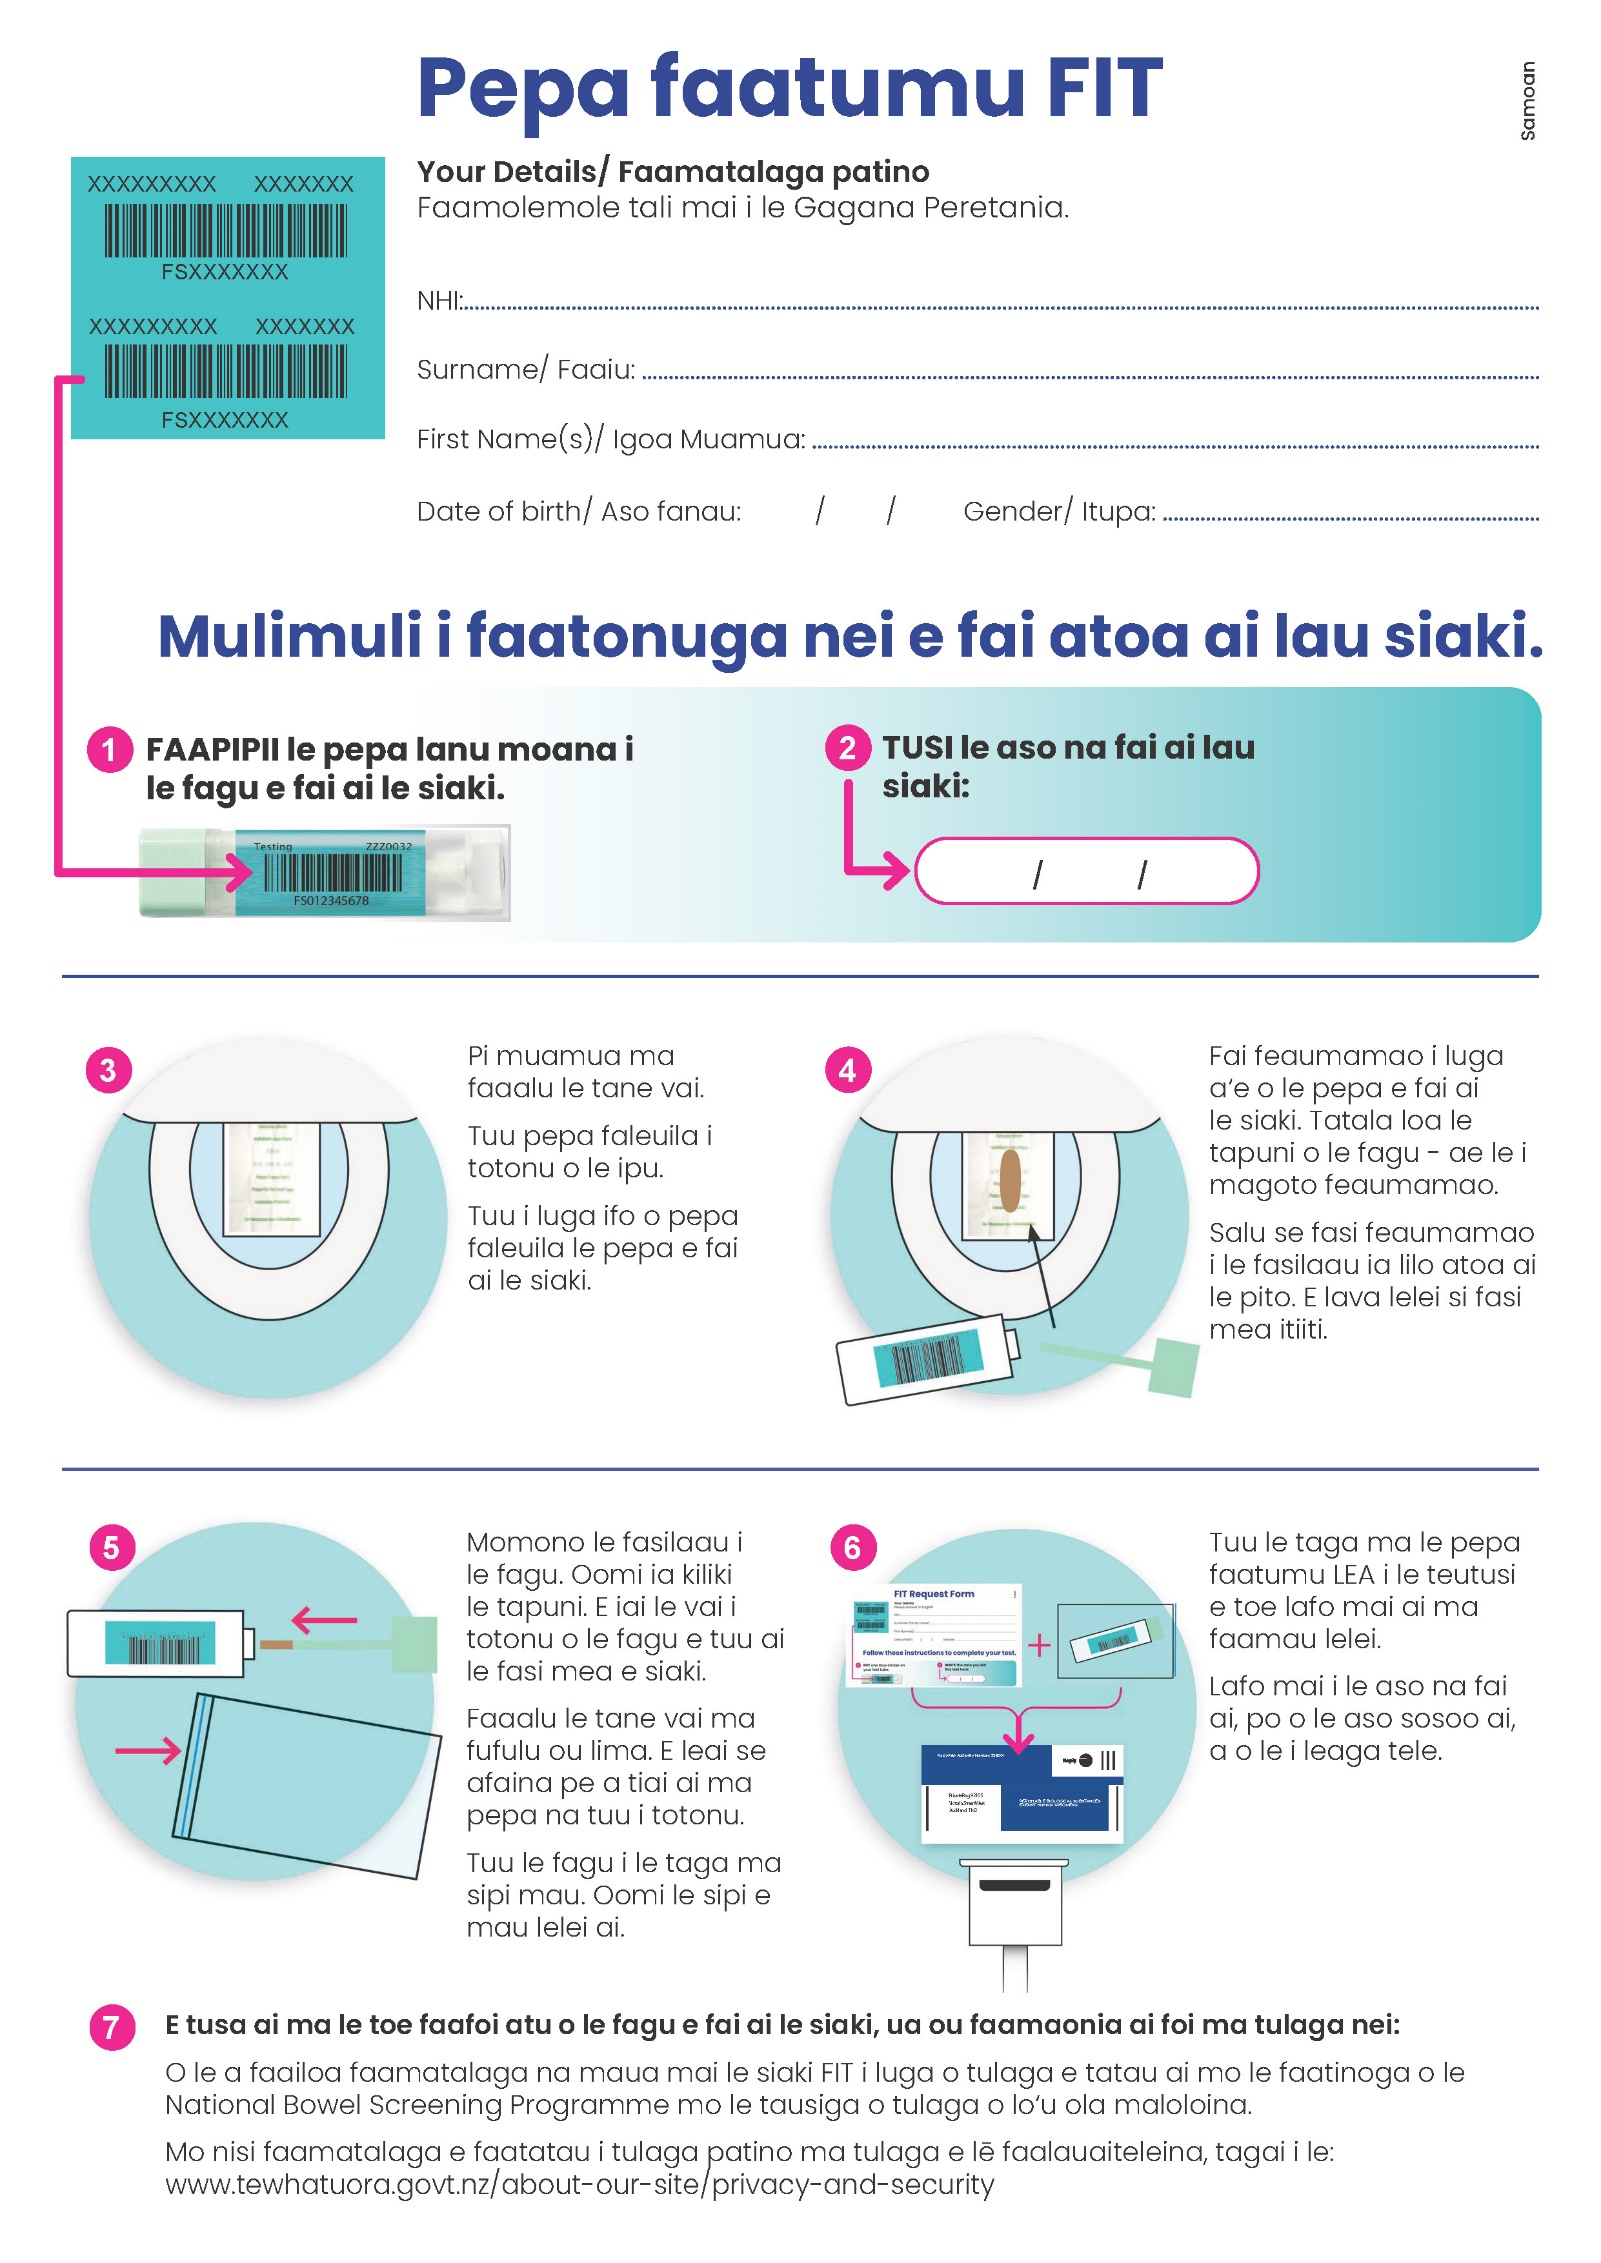 Pepa faatumu FIT
Samoan
XXXXXXXXX XXXXXXX
FSXXXXXXX
XXXXXXXXX XXXXXXX
FSXXXXXXX
Your Details/ Faamatalaga patino
Faamolemole tali mai i le Gagana Peretania.
NHI:
Surname/ Faaiu:
First Name(s)/ Igoa Muamua:
Date of birth/ Aso fanau: / / Gender/ Itupa:
Mulimuli i faatonuga nei e fai atoa ai lau siaki.
1 FAAPIPII le pepa lanu moana i
le fagu e fai ai le siaki.
Testing ZZZ0032
FS012345678
2 TUSI le aso na fai ai lau
siaki:
/ /
3
Pi muamua ma
faaalu le tane vai.
Tuu pepa faleuila i
totonu o le ipu.
Tuu i luga ifo o pepa
faleuila le pepa e fai
ai le siaki.
4
Fai feaumamao i luga
a‘e o le pepa e fai ai
le siaki. Tatala loa le
tapuni o le fagu - ae le i
magoto feaumamao.
Salu se fasi feaumamao
i le fasilaau ia lilo atoa ai
le pito. E lava lelei si fasi
mea itiiti.
5
Momono le fasilaau i
le fagu. Oomi ia kiliki
le tapuni. E iai le vai i
totonu o le fagu e tuu ai
le fasi mea e siaki.
Faaalu le tane vai ma
fufulu ou lima. E leai se
afaina pe a tiai ai ma
pepa na tuu i totonu.
Tuu le fagu i le taga ma
sipi mau. Oomi le sipi e
mau lelei ai.
6
FIT Request Form
Your Details
Follow these instructions to complete your test.
Reply
Tuu le taga ma le pepa
faatumu LEA i le teutusi
e toe lafo mai ai ma
faamau lelei.
Lafo mai i le aso na fai
ai, po o le aso sosoo ai,
a o le i leaga tele.
7 E tusa ai ma le toe faafoi atu o le fagu e fai ai le siaki, ua ou faamaonia ai foi ma tulaga nei:
O le a faailoa faamatalaga na maua mai le siaki FIT i luga o tulaga e tatau ai mo le faatinoga o le
National Bowel Screening Programme mo le tausiga o tulaga o lo‘u ola maloloina.
Mo nisi faamatalaga e faatatau i tulaga patino ma tulaga e lē faalauaiteleina, tagai i le:
www.tewhatuora.govt.nz/about-our-site/privacy-and-security